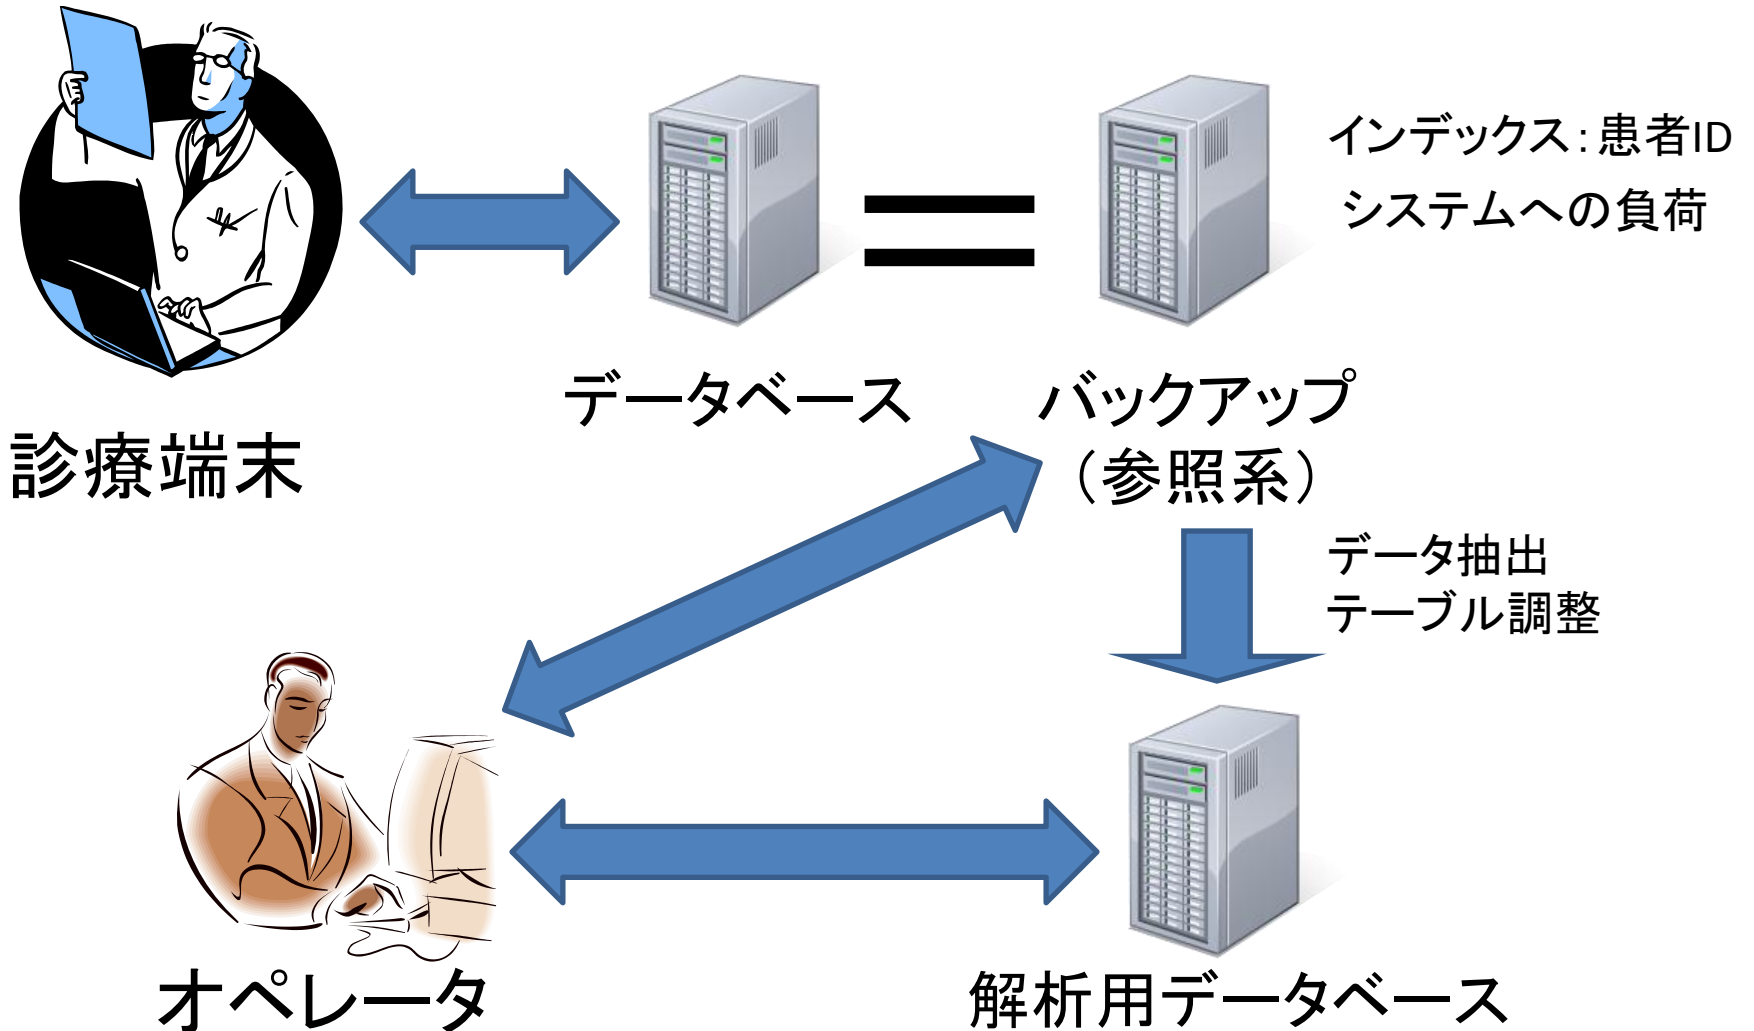 インデックス：患者ID
システムへの負荷
データベース
バックアップ
（参照系）
診療端末
データ抽出
テーブル調整
オペレータ
解析用データベース